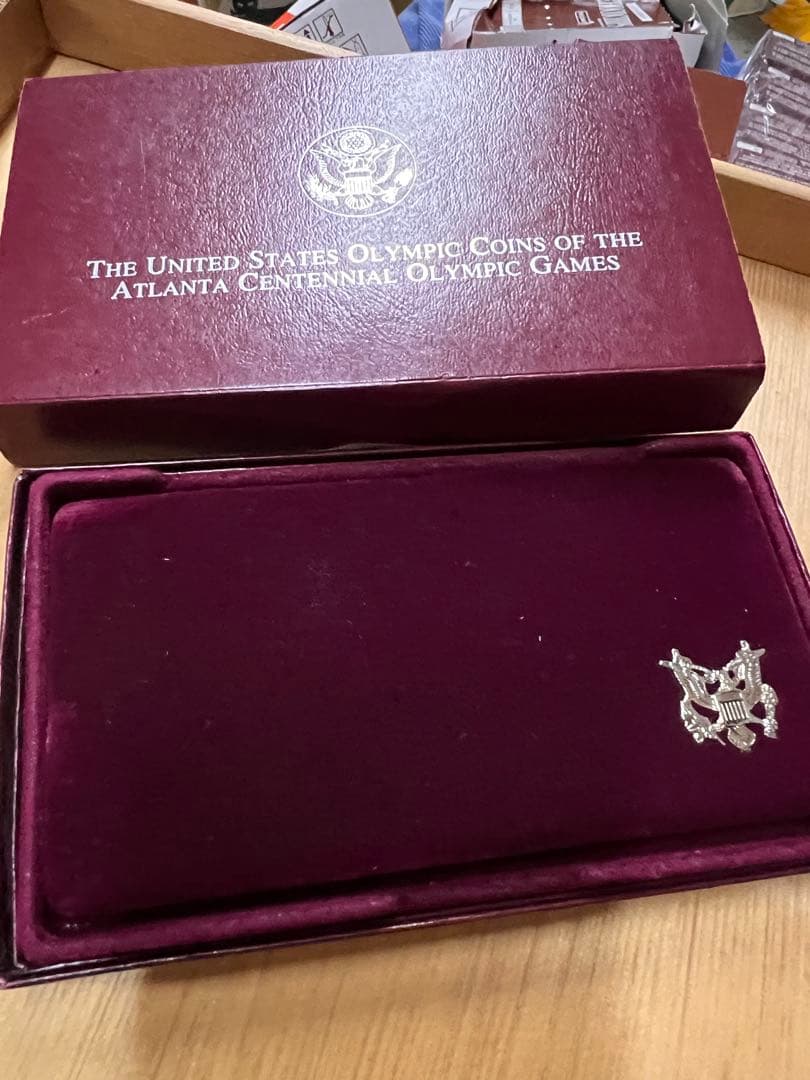 THE UNITED STATES OLYMPIC COINS OF THE
ATLANTA CENTENNIAL OLYMPIC GAMES